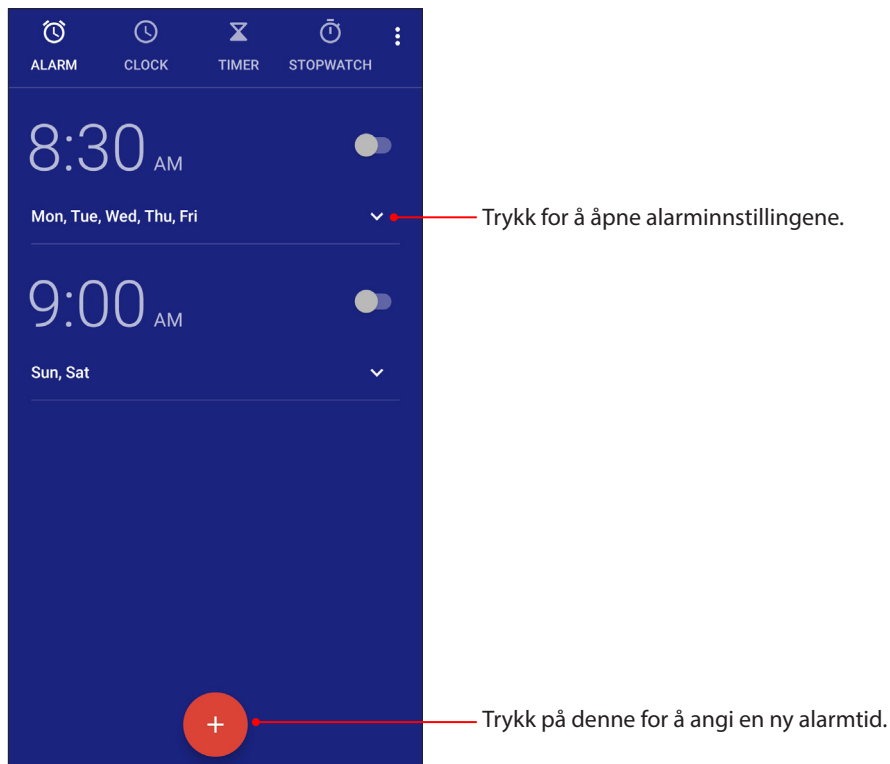 ALARM CLOCK TIMER STOPWATCH
8:30 AM
Mon, Tue, Wed, Thu, Fri
Trykk for å åpne alarminnstillingene.
9:00 AM
Sun, Sat
+
Trykk på denne for å angi en ny alarmtid.